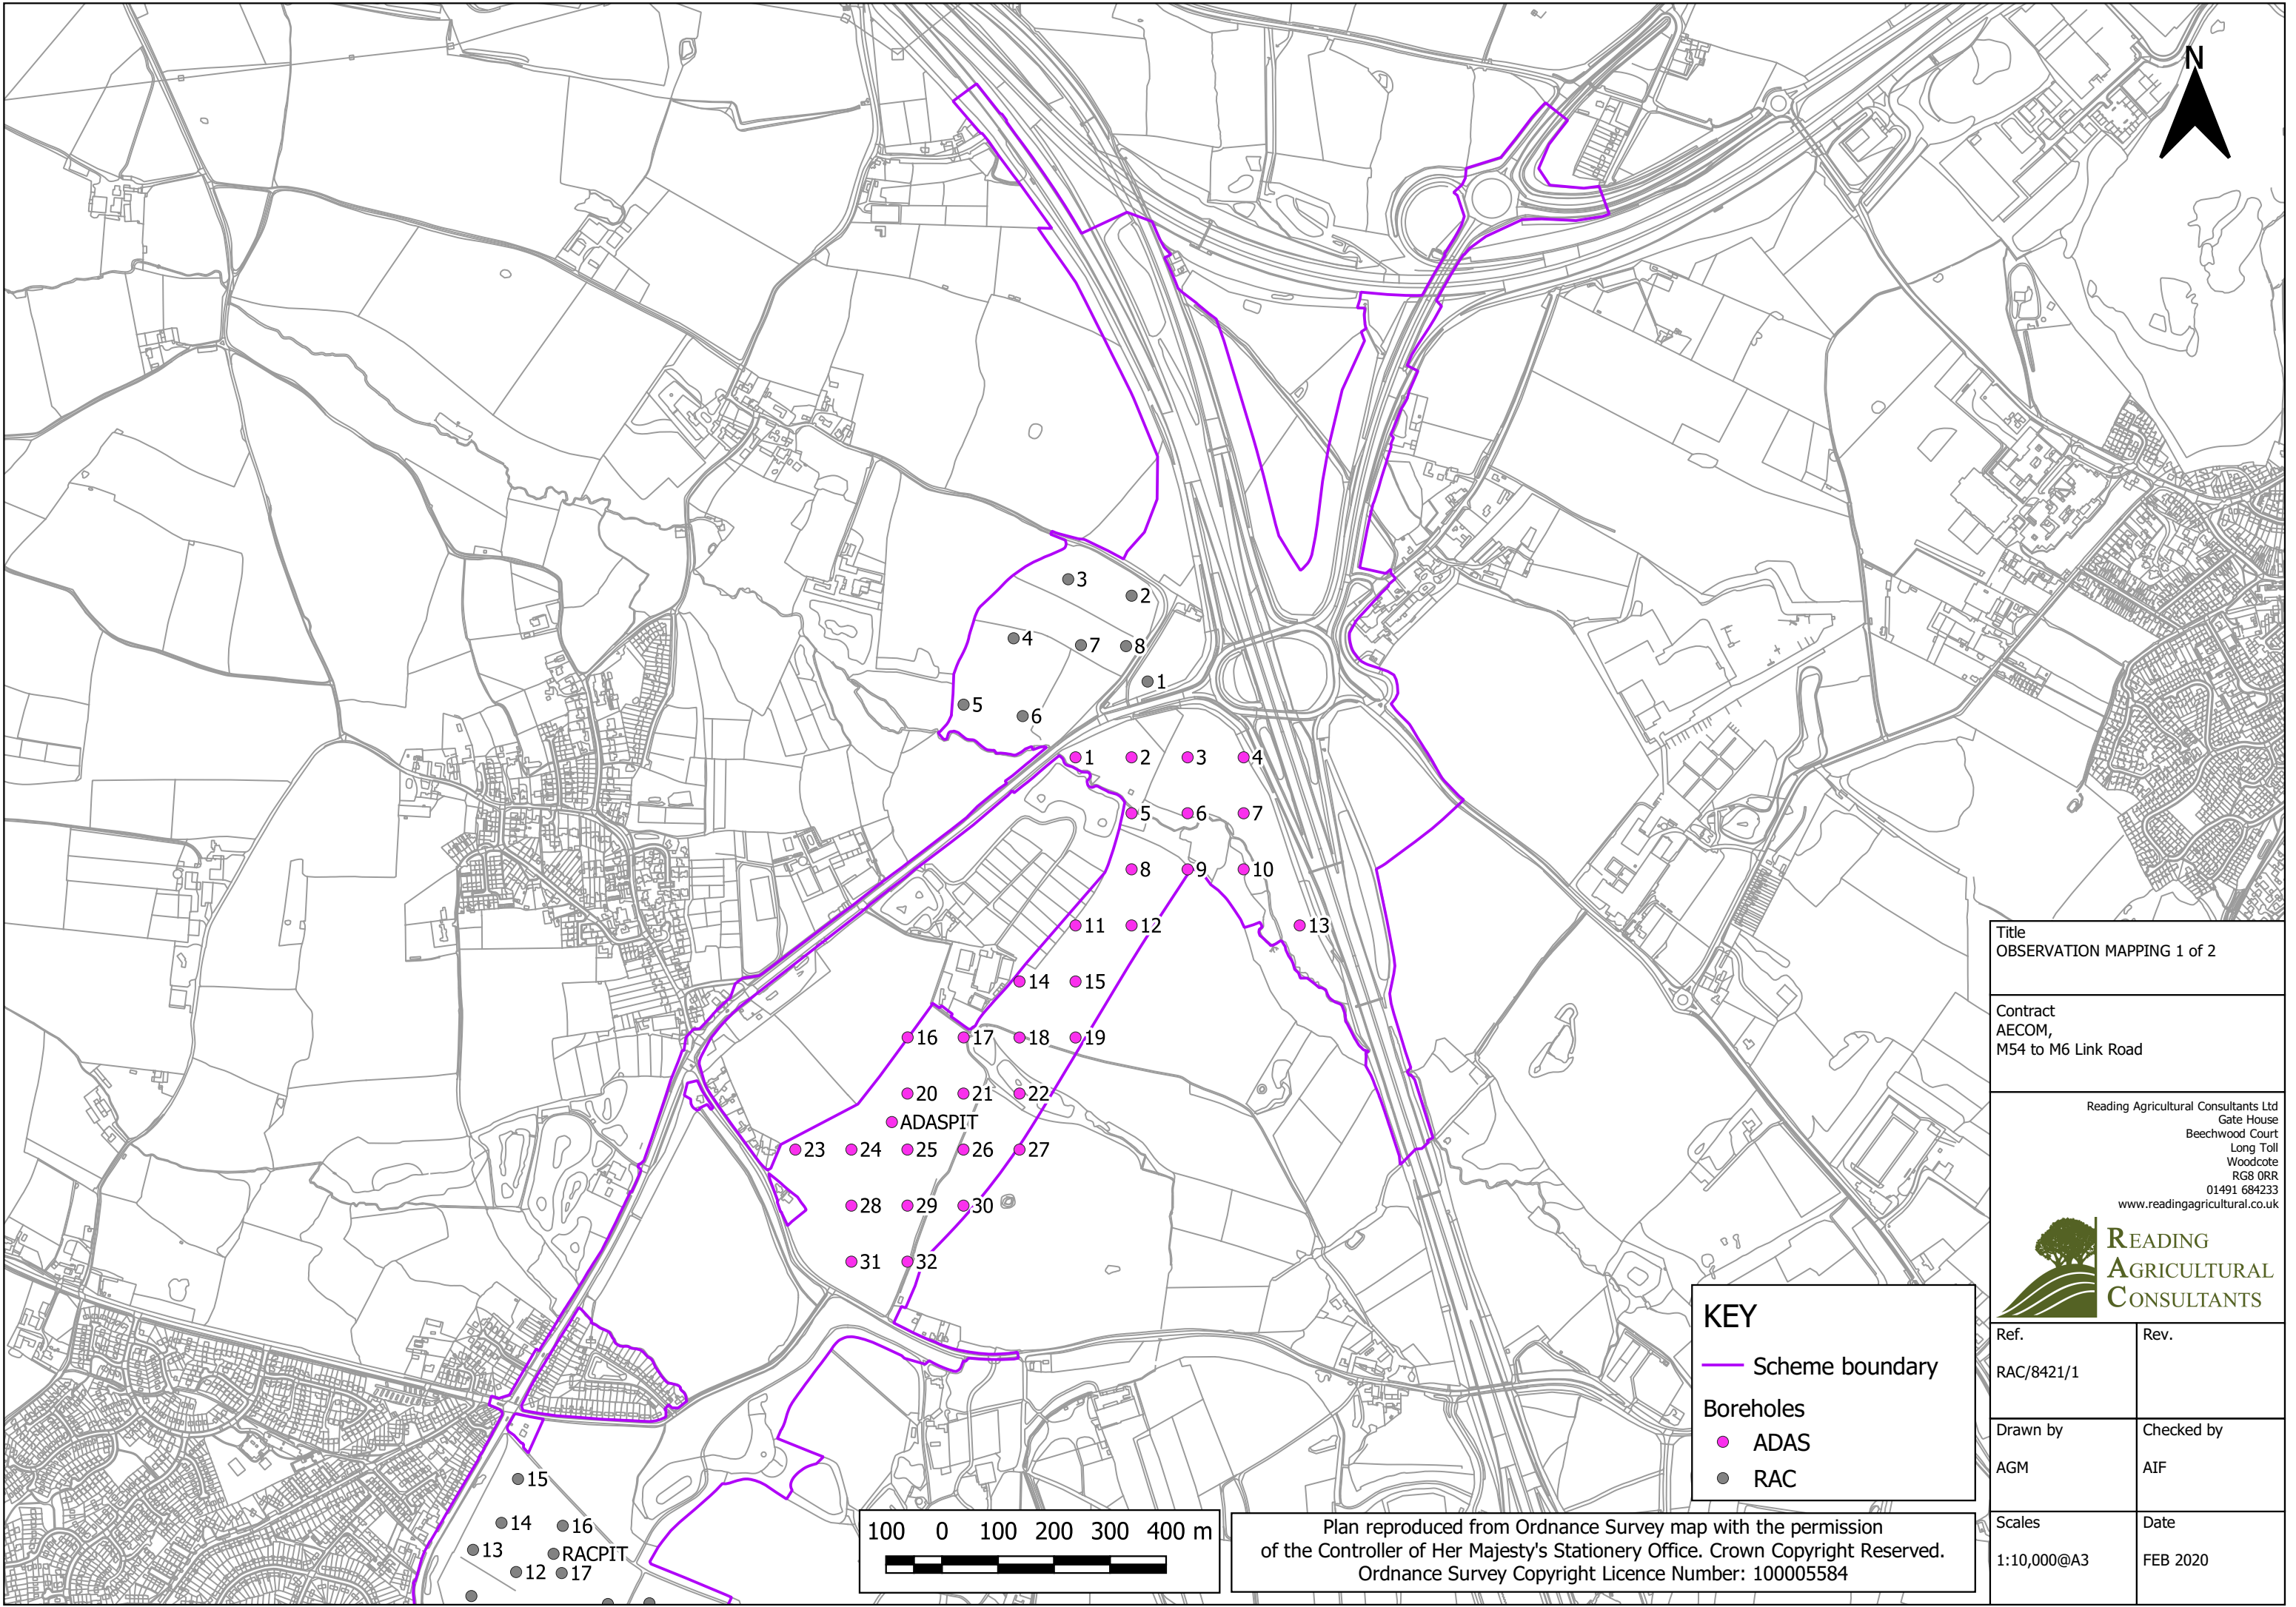 N
3
2
4
7
8
1
5
6
1
2
3
4
5
6
7
8
9
10
11
12
13
14
15
16
17
18
19
20
21
22
ADASPIT
23
24
25
26
27
28
29
30
31
32
15
14
16
13
RACPIT
12
17
100 0 100 200 300 400 m
Plan reproduced from Ordnance Survey map with the permission
of the Controller of Her Majesty's Stationery Office. Crown Copyright Reserved.
Ordnance Survey Copyright Licence Number: 100005584
KEY
Scheme boundary
Boreholes
ADAS
RAC
Title
OBSERVATION MAPPING 1 of 2
Contract
AECOM,
M54 to M6 Link Road
Reading Agricultural Consultants Ltd
Gate House
Beechwood Court
Long Toll
Woodcote
RG8 0RR
01491 684233
www.readingagricultural.co.uk
READING
AGRICULTURAL
CONSULTANTS
Ref.
RAC/8421/1
Rev.
Drawn by
AGM
Checked by
AIF
Scales
1:10,000@A3
Date
FEB 2020